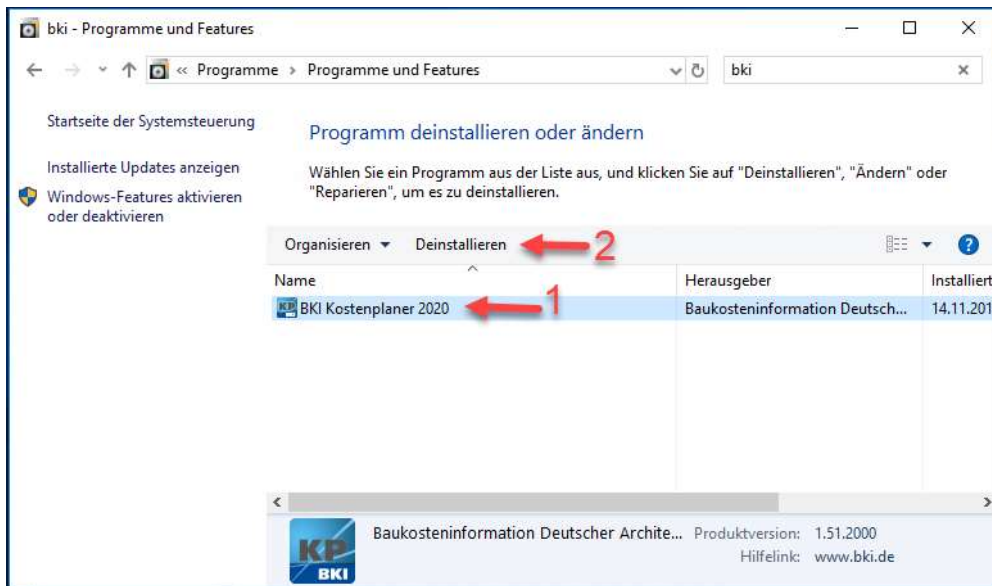 bki - Programme und Features
« Programme › Programme und Features
bki
Startseite der Systemsteuerung
Installierte Updates anzeigen
Windows-Features aktivieren
oder deaktivieren
Programm deinstallieren oder ändern
Wählen Sie ein Programm aus der Liste aus, und klicken Sie auf "Deinstallieren", "Ändern" oder
"Reparieren", um es zu deinstallieren.
Organisieren Deinstallieren 2
Name Herausgeber Installiert
BKI Kostenplaner 2020 1 Baukosteninformation Deutsch... 14.11.201
Baukosteninformation Deutscher Archite... Produktversion: 1.51.2000
Hilfelink: www.bki.de
KP
BKI